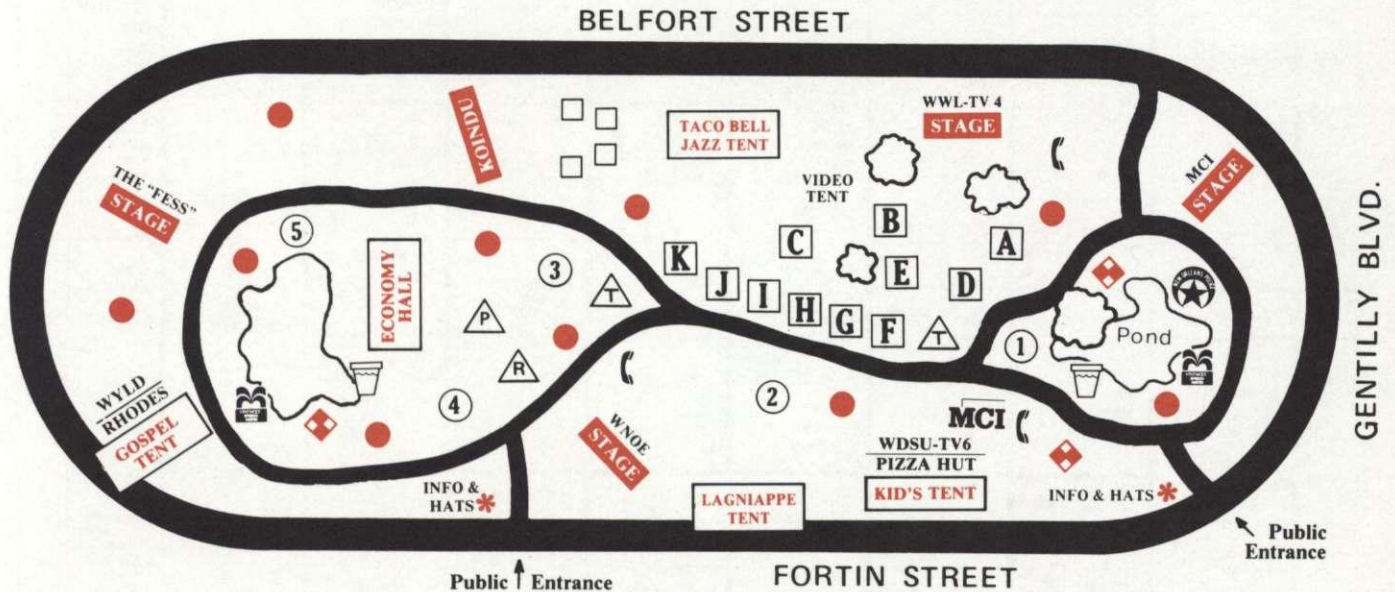 BELFORT STREET
WWL-TV 4
STAGE
KOINDU
TACO BELL
JAZZ TENT
VIDEO
TENT
MCI
STAGE
THE "FESS"
STAGE
GENTILLY BLVD.
5
ECONOMY
HALL
3
T
P
R
4
K
J
I
C
H
G
B
E
F
A
D
T
1
Pond
2
MCI
WYLD
RHODES
GOSPEL
TENT
WNOE
STAGE
WDSU-TV6
PIZZA HUT
KID'S TENT
LAGNIAPPE
TENT
INFO &
HATS *
INFO & HATS *
Public
Entrance
Public Entrance
FORTIN STREET